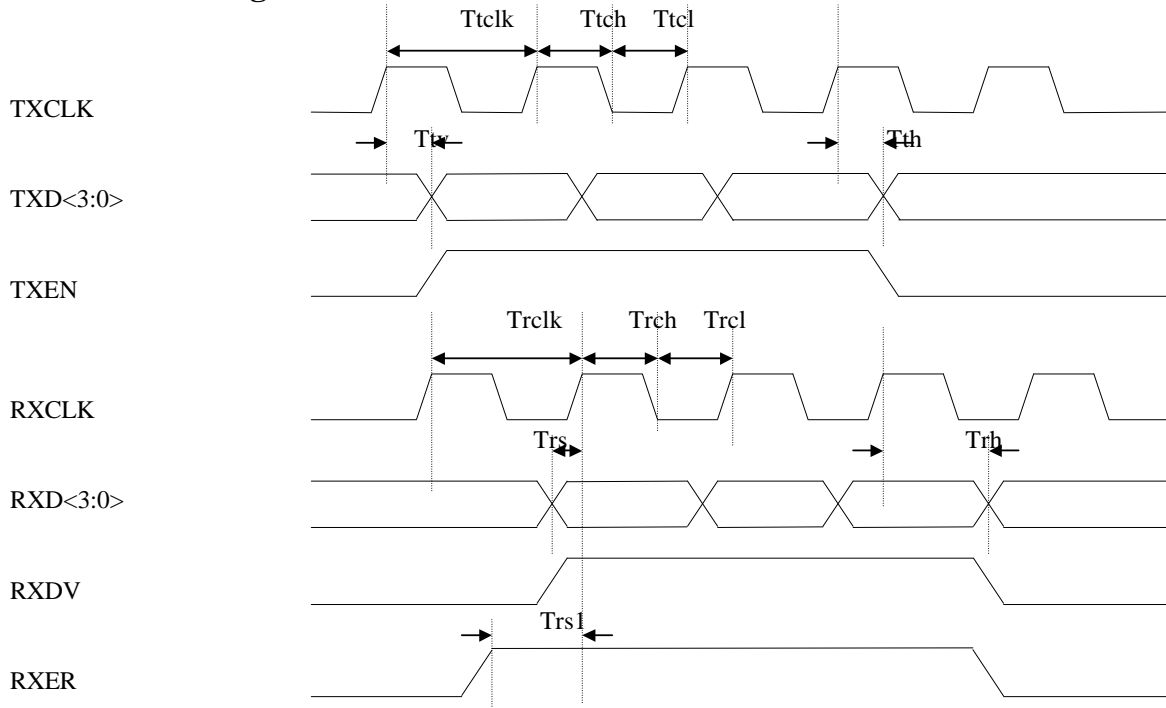 Ttclk Ttch Ttcl
TXCLK
Ttv Tth
TXD<3:0>
TXEN
Trclk Trch Trcl
RXCLK
Trs Trh
RXD<3:0>
RXDV
Trs1
RXER